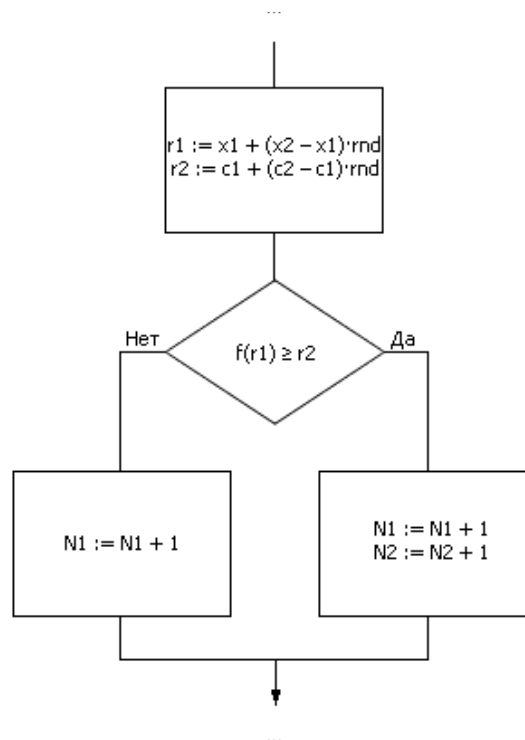 ...
r1 := x1 + (x2 − x1)·rnd
r2 := c1 + (c2 − c1)·rnd
Нет
Да
f(r1) ≥ r2
N1 := N1 + 1
N1 := N1 + 1
N2 := N2 + 1
...